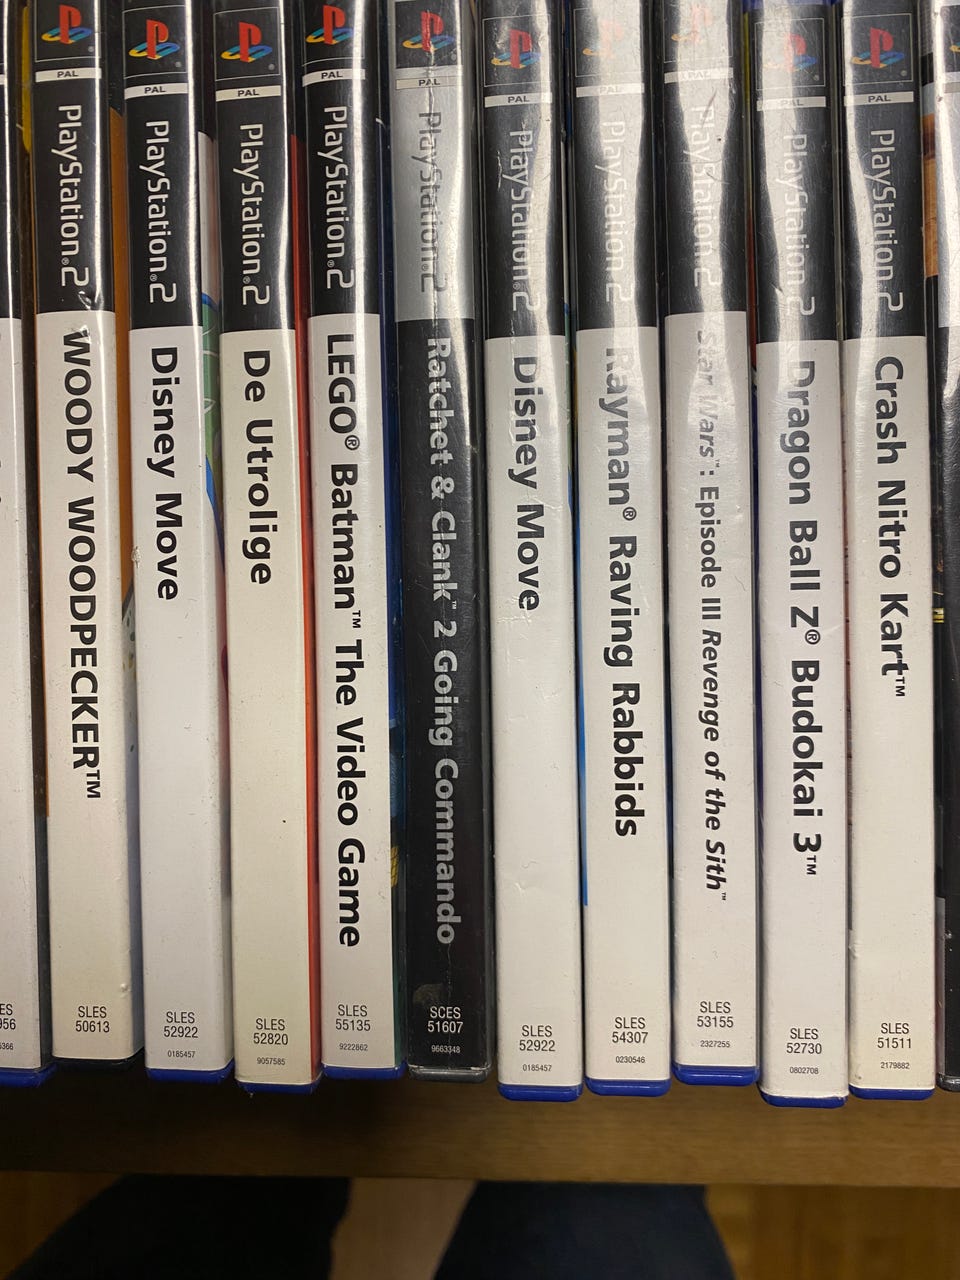 PAL
PlayStation®2
WOODY WOODPECKER™
SLES
50613
PAL
PlayStation®2
Disney Move
SLES
52922
0185457
PAL
PlayStation®2
De Utrolige
SLES
52820
9057585
PAL
PlayStation®2
LEGO® Batman™ The Video Game
SLES
55135
9222862
PAL
PlayStation®2
Ratchet & Clank™ 2 Going Commando
SCES
51607
9663348
PAL
PlayStation®2
Disney Move
SLES
52922
0185457
PAL
PlayStation®2
Rayman® Raving Rabbids
SLES
54307
0230546
PAL
PlayStation®2
Star Wars™: Episode III Revenge of the Sith™
SLES
53155
2327255
PAL
PlayStation®2
Dragon Ball Z® Budokai 3™
SLES
52730
0802708
PAL
PlayStation®2
Crash Nitro Kart™
SLES
51511
2179882